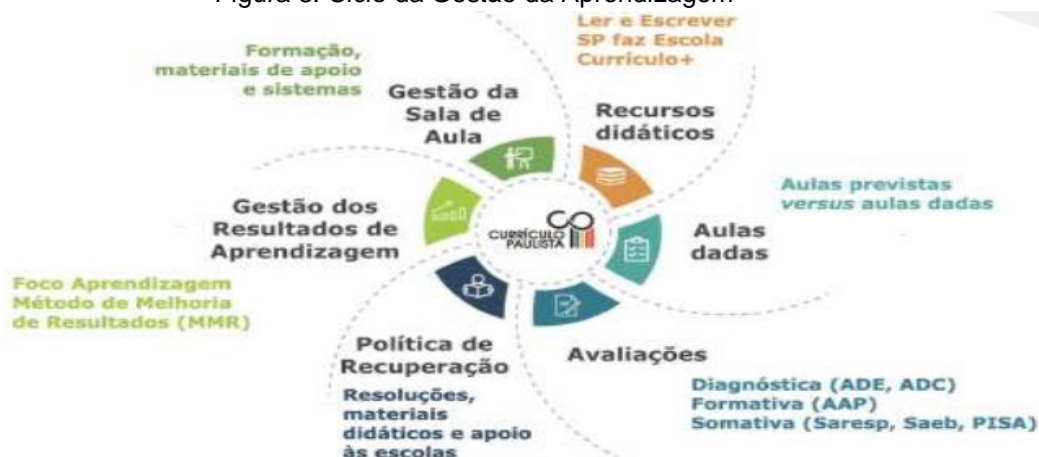 Figura 3. Ciclo da Gestão da Aprendizagem
Ler e Escrever
SP faz Escola
Currículo+
Formação,
materiais de apoio
e sistemas
Gestão da
Sala de
Aula
Recursos
didáticos
Aulas previstas
versus aulas dadas
Gestão dos
Resultados de
Aprendizagem
CURRÍCULO
PAULISTA
Aulas
dadas
Foco Aprendizagem
Método de Melhoria
de Resultados (MMR)
Política de
Recuperação
Avaliações
Resoluções,
materiais
didáticos e apoio
às escolas
Diagnóstica (ADE, ADC)
Formativa (AAP)
Somativa (Saresp, Saeb, PISA)